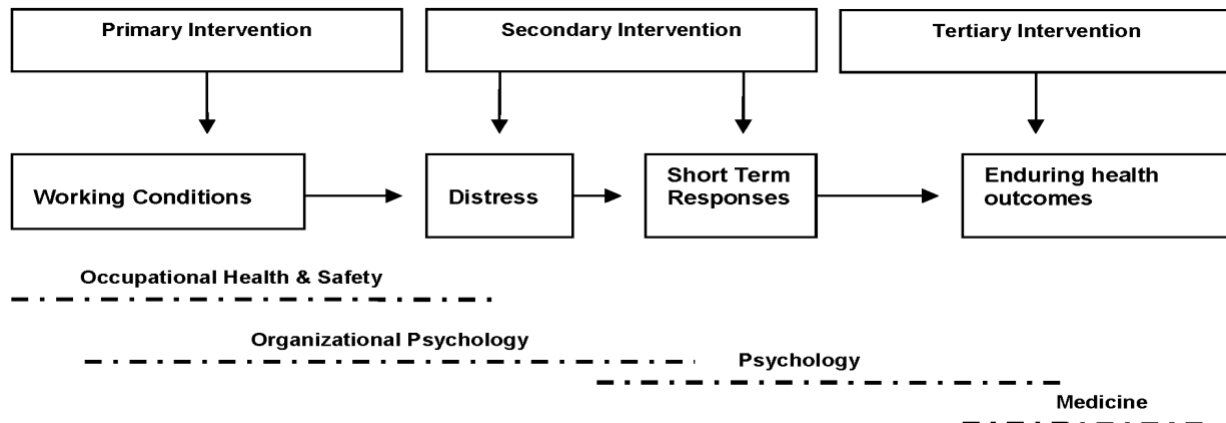 Primary Intervention
Secondary Intervention
Tertiary Intervention
Working Conditions
Distress
Short Term
Responses
Enduring health
outcomes
Occupational Health & Safety
Organizational Psychology
Psychology
Medicine